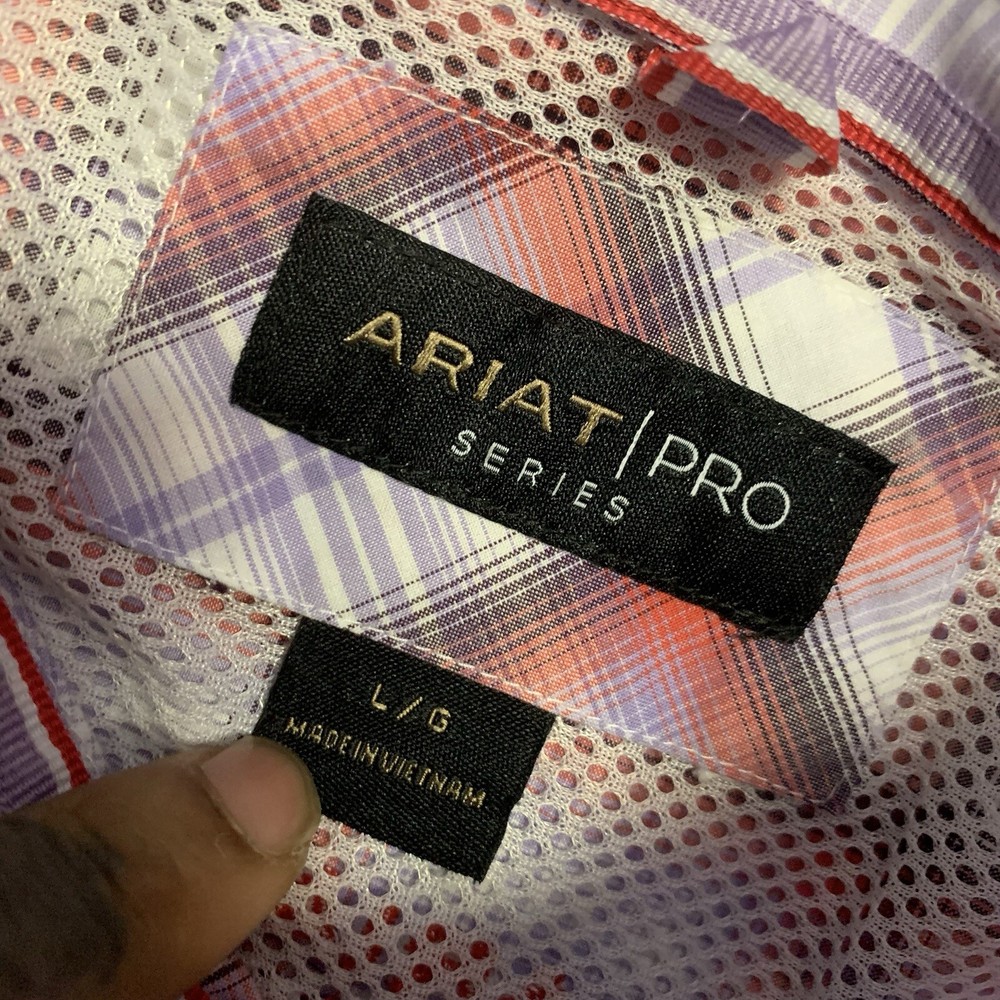 ARIAT | PRO
SERIES
L/G
MADE IN VIETNAM